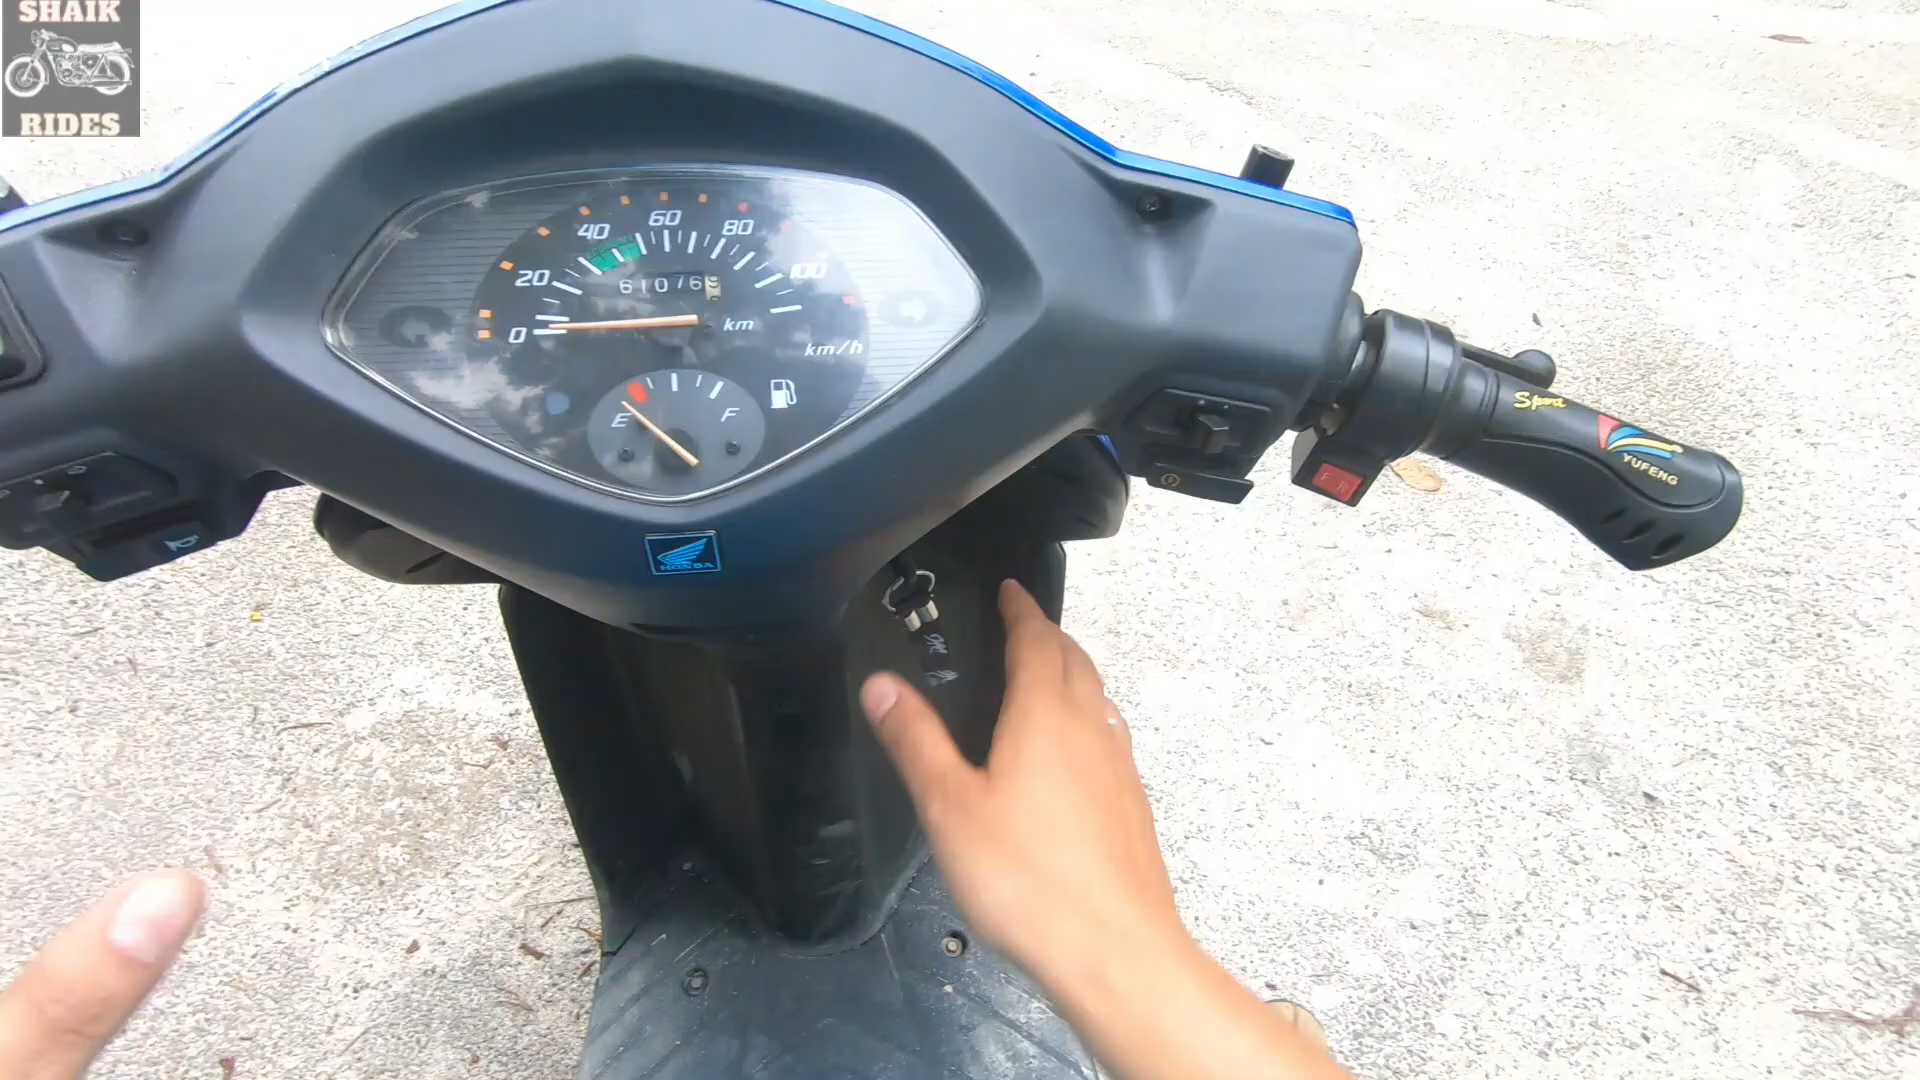 SHAIK
RIDES
0
20
40
60
80
100
61076
km
km/h
E
F
HONDA
Sport
YUFENG
F R